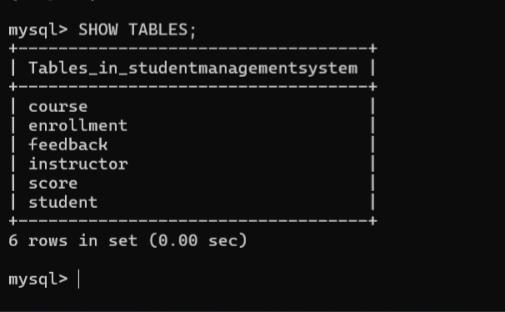 mysql> SHOW TABLES;
+-----------------------------------+
| Tables_in_studentmanagementsystem |
+-----------------------------------+
| course                            |
| enrollment                        |
| feedback                          |
| instructor                        |
| score                             |
| student                           |
+-----------------------------------+
6 rows in set (0.00 sec)
mysql>